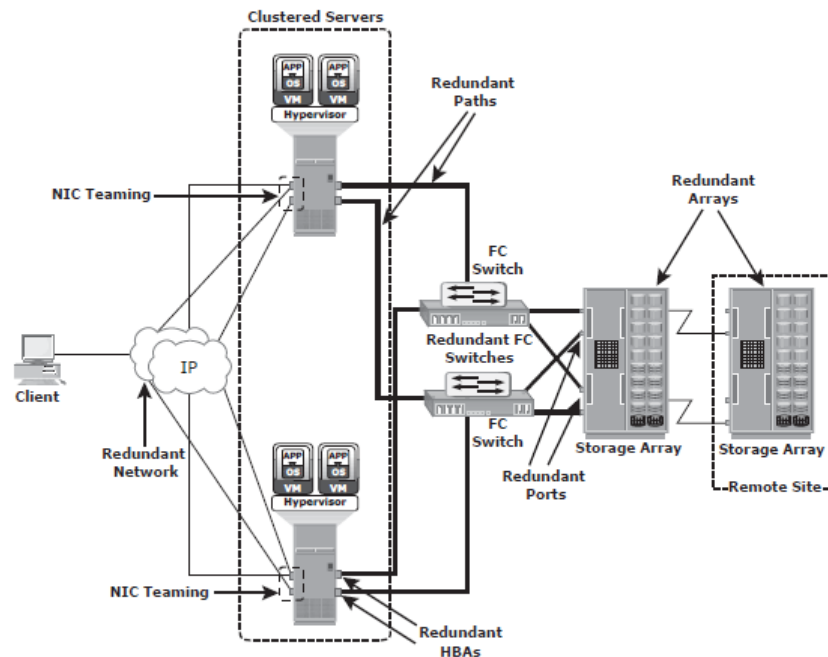 Clustered Servers
APP
OS
VM
APP
OS
VM
Hypervisor
Redundant
Paths
NIC Teaming
Redundant
Arrays
FC
Switch
Redundant FC
Switches
IP
Client
FC
Switch
Redundant
Network
Redundant
Ports
Storage Array
Storage Array
Remote Site
APP
OS
VM
APP
OS
VM
Hypervisor
NIC Teaming
Redundant
HBAs